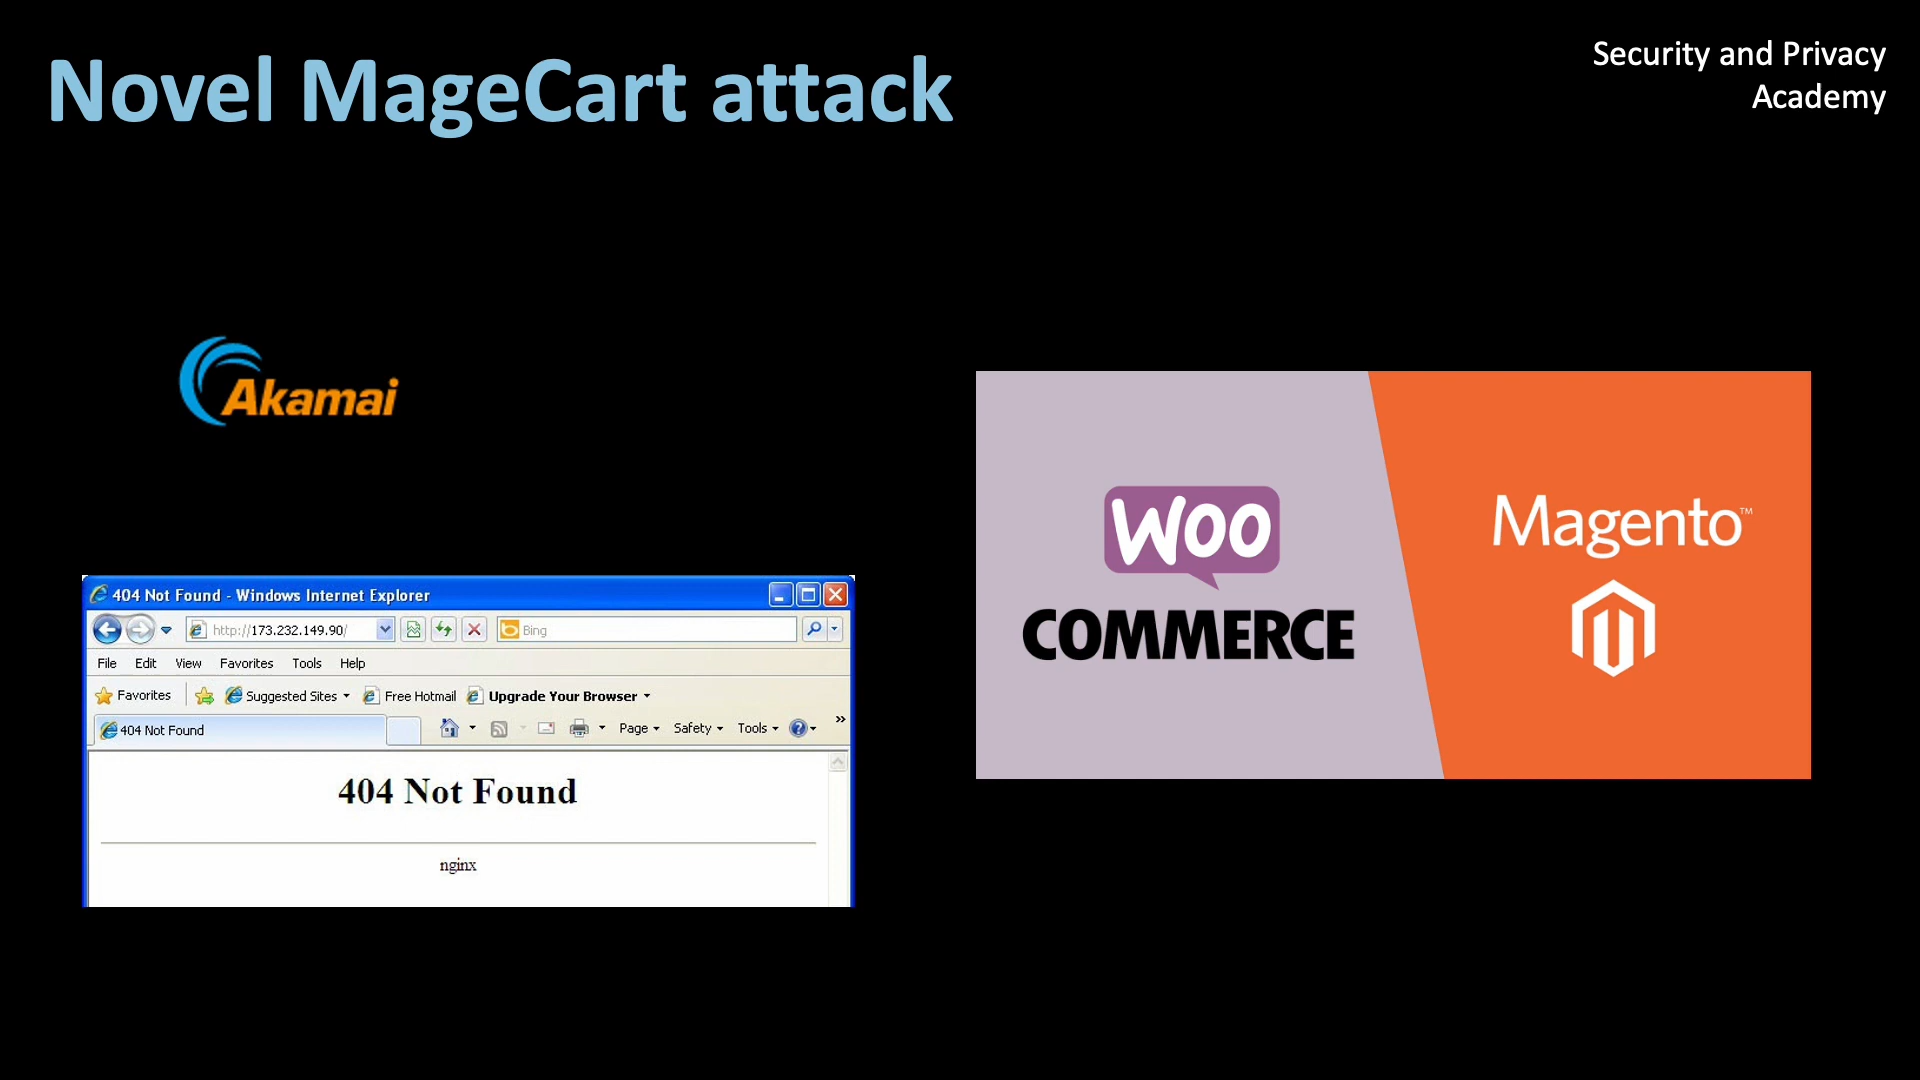 Novel MageCart attack
Security and Privacy
Academy
Akamai
404 Not Found - Windows Internet Explorer
http://173.232.149.90/
Bing
File Edit View Favorites Tools Help
Favorites Suggested Sites Free Hotmail Upgrade Your Browser
404 Not Found Page Safety Tools
404 Not Found
nginx
WOO
COMMERCE
Magento™